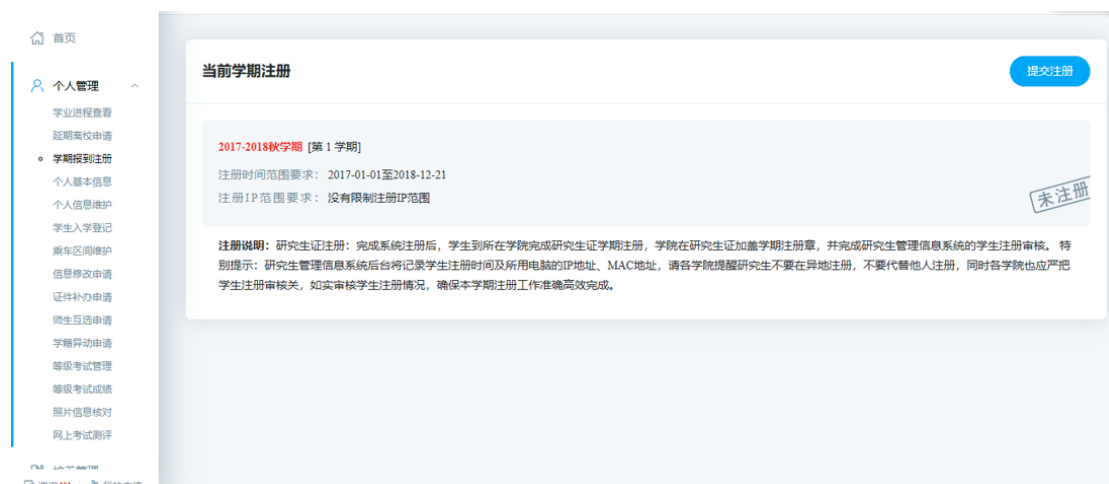 首页
个人管理
学业进程查看
延期离校申请
学期报到注册
个人基本信息
个人信息维护
学生入学登记
乘车区间维护
信息修改申请
证件补办申请
师生互选申请
学籍异动申请
等级考试管理
等级考试成绩
照片信息核对
网上考试测评
当前学期注册
提交注册
2017-2018秋学期 [第 1 学期]
注册时间范围要求： 2017-01-01至2018-12-21
注册IP范围要求： 没有限制注册IP范围
未注册
注册说明：研究生证注册：完成系统注册后，学生到所在学院完成研究生证学期注册，学院在研究生证加盖学期注册章，并完成研究生管理信息系统的学生注册审核。 特
别提示：研究生管理信息系统后台将记录学生注册时间及所用电脑的IP地址、MAC地址，请各学院提醒研究生不要在异地注册，不要代替他人注册，同时各学院也应严把
学生注册审核关，如实审核学生注册情况，确保本学期注册工作准确高效完成。